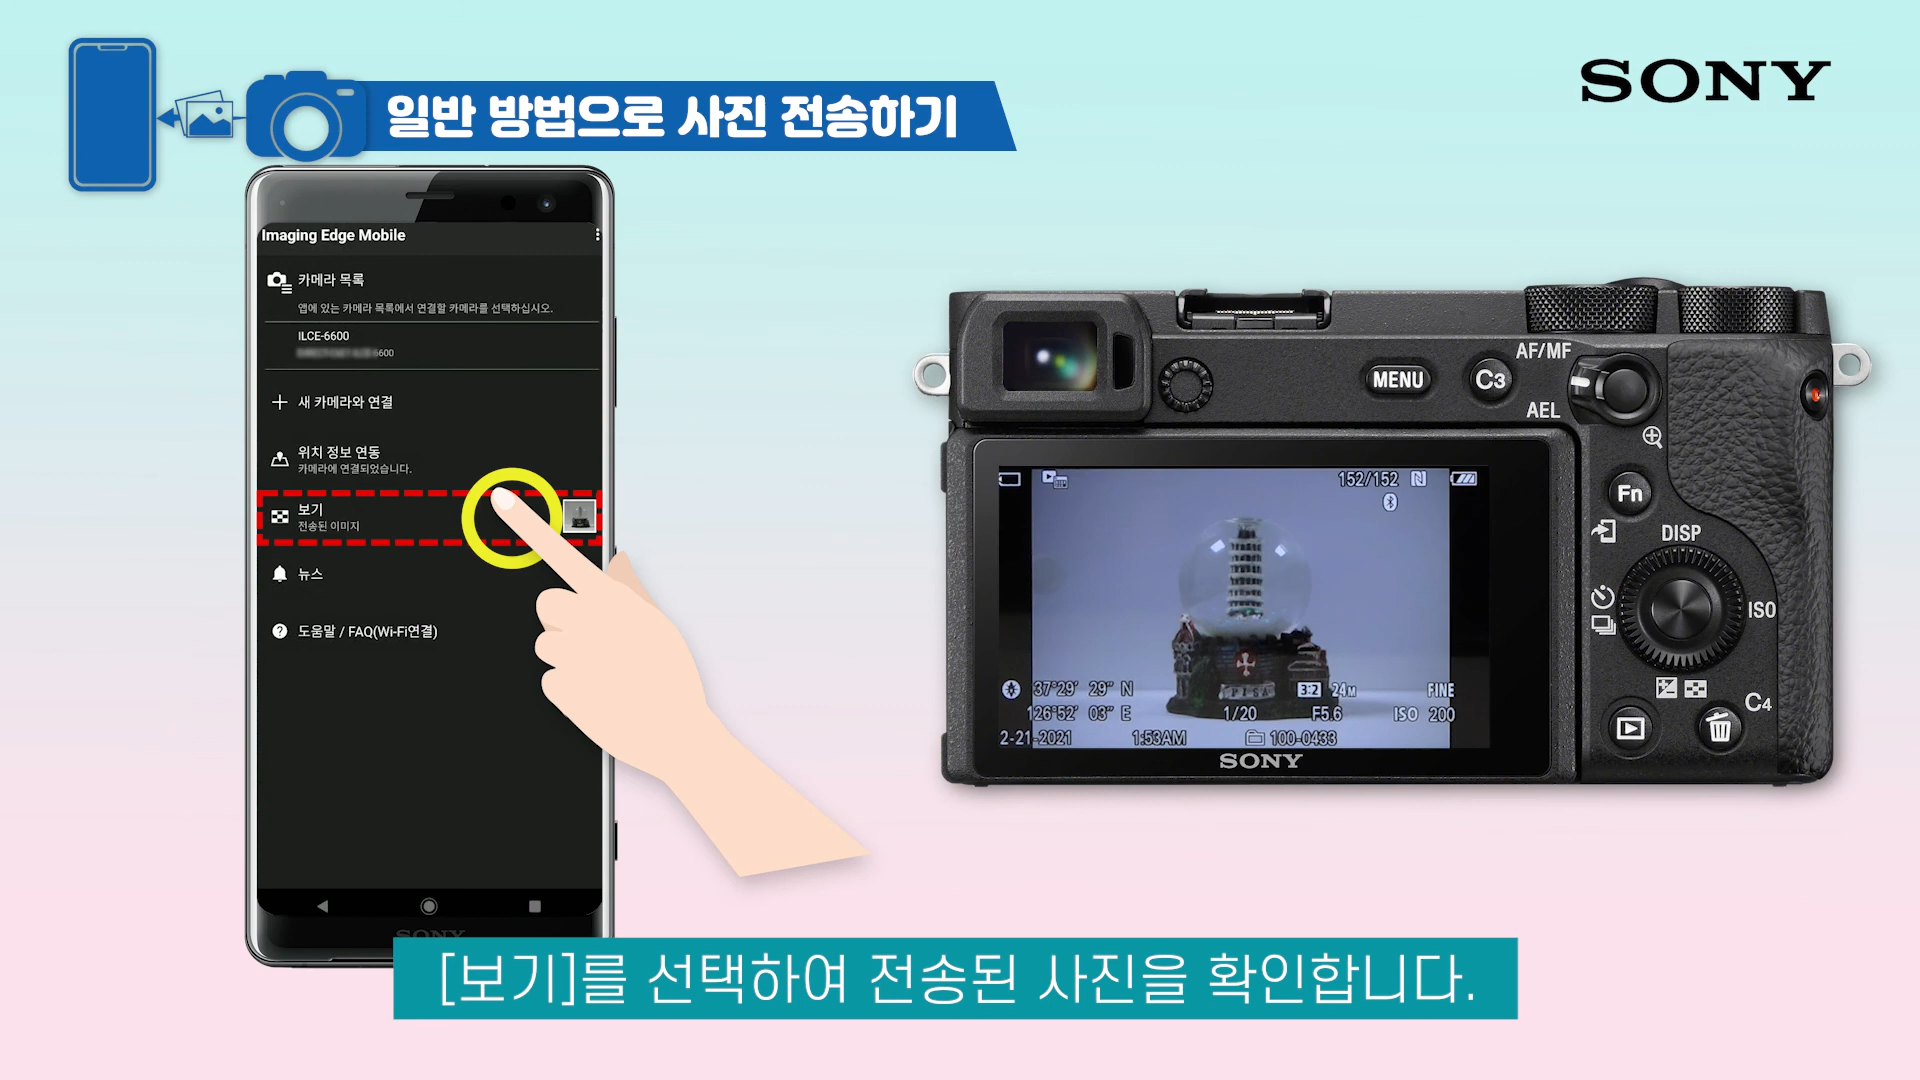 일반 방법으로 사진 전송하기
SONY
Imaging Edge Mobile
카메라 목록
앱에 있는 카메라 목록에서 연결할 카메라를 선택하십시오.
ILCE-6600
6600
새 카메라와 연결
위치 정보 연동
카메라에 연결되었습니다.
보기
전송된 이미지
뉴스
도움말 / FAQ(Wi-Fi연결)
SONY
MENU
C3
AF/MF
AEL
Fn
DISP
ISO
C4
152/152
PISA
37°29' 29" N
3:2 24M
FINE
126°52' 03" E
1/20
F5.6
ISO 200
2-21-2021
1:53AM
100-0433
SONY
[보기]를 선택하여 전송된 사진을 확인합니다.